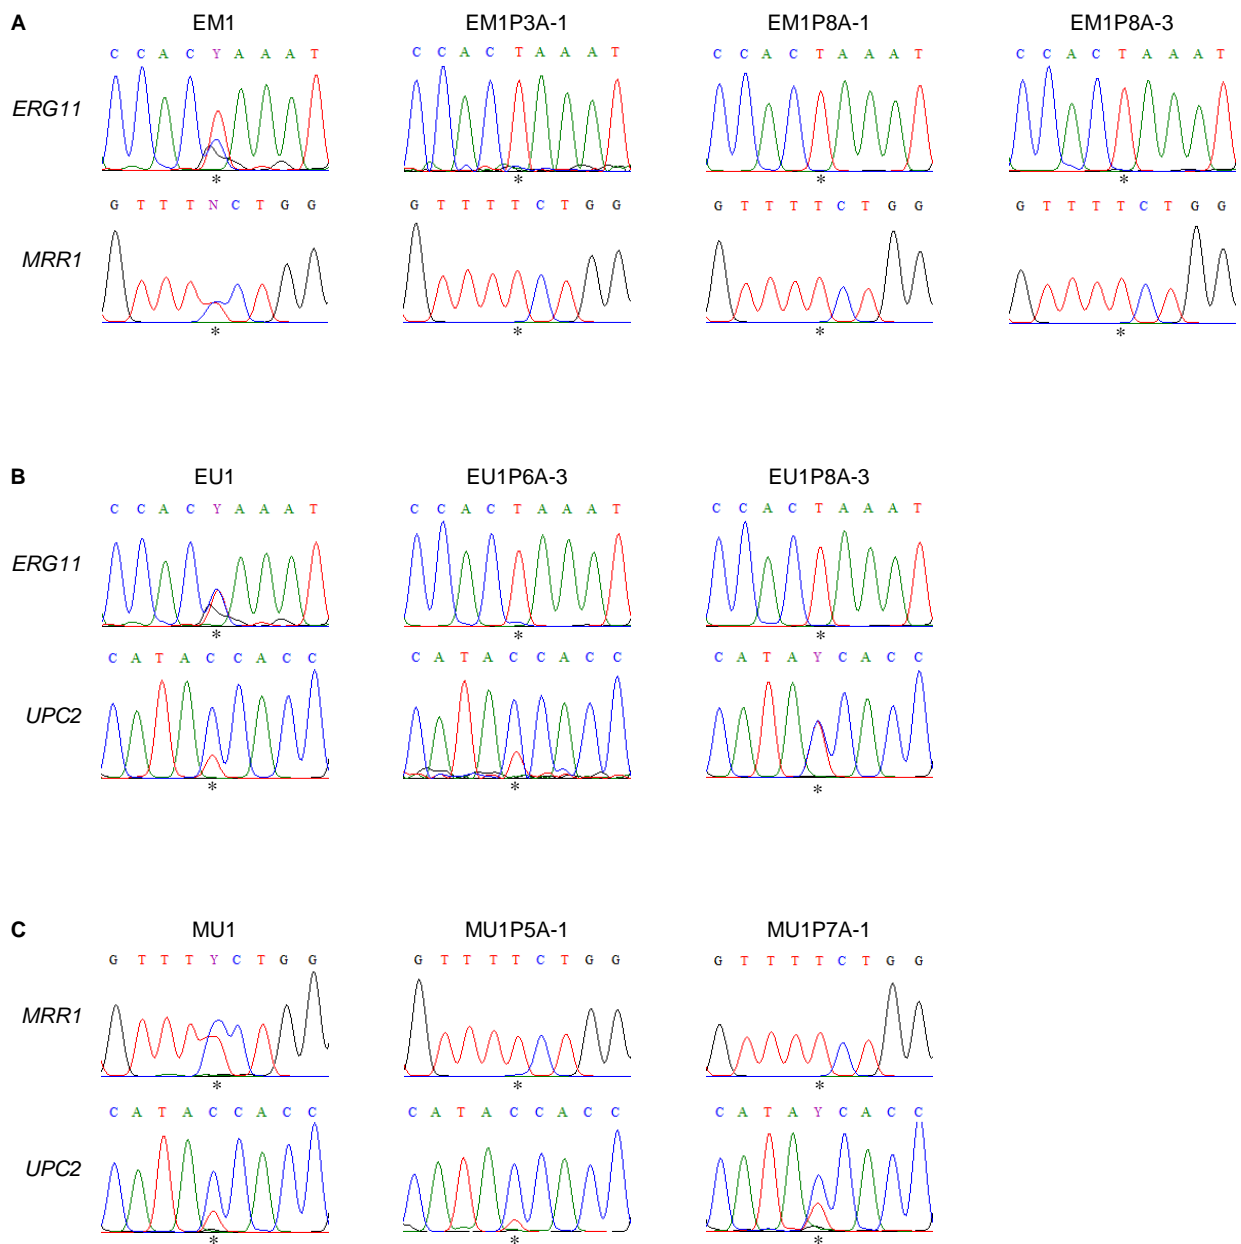 A
EM1 EM1P3A-1 EM1P8A-1 EM1P8A-3
C C A C Y A A A T C C A C T A A A T C C A C T A A A T C C A C T A A A T
ERG11
* * * *
G T T T N C T G G G T T T T C T G G G T T T T C T G G G T T T T C T G G
MRR1
* * * *
B
EU1 EU1P6A-3 EU1P8A-3
C C A C Y A A A T C C A C T A A A T C C A C T A A A T
ERG11
* * *
C A T A C C A C C C A T A C C A C C C A T A Y C A C C
UPC2
* * *
C
MU1 MU1P5A-1 MU1P7A-1
G T T T Y C T G G G T T T T C T G G G T T T T C T G G
MRR1
* * *
C A T A C C A C C C A T A C C A C C C A T A Y C A C C
UPC2
* * *